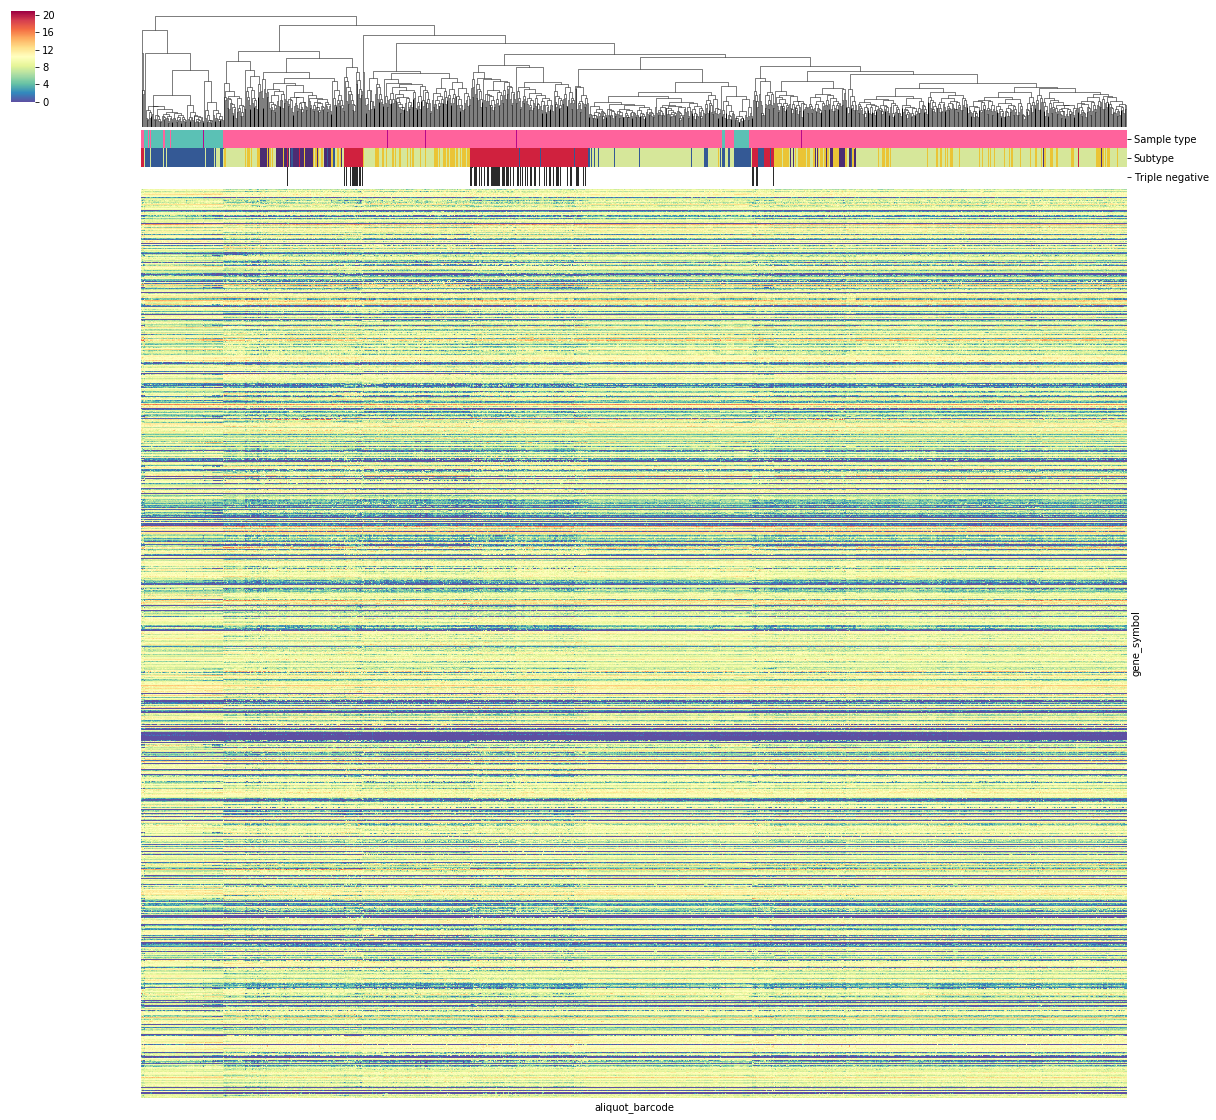 20
16
12
8
4
0
Sample type
Subtype
Triple negative
gene_symbol
aliquot_barcode